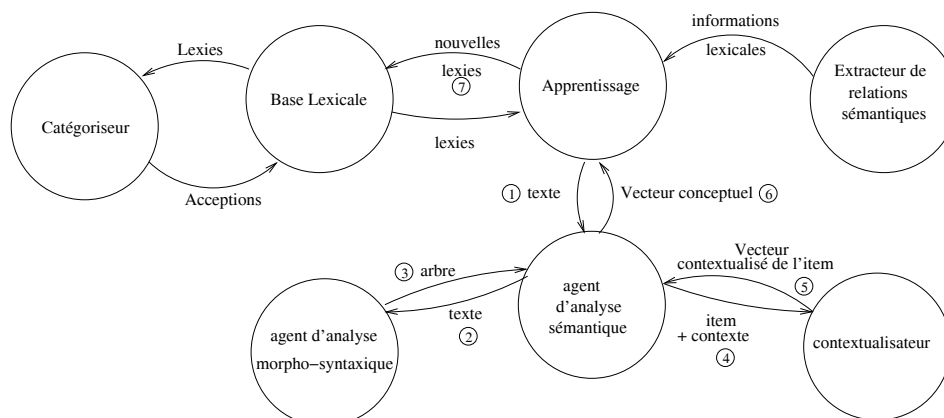 Lexies
Catégoriseur
Acceptions
Base Lexicale
nouvelles
lexies
⑦
lexies
Apprentissage
informations
lexicales
Extracteur de
relations
sémantiques
① texte
Vecteur conceptuel ⑥
③ arbre
texte
②
agent d'analyse
morpho−syntaxique
agent
d'analyse
sémantique
Vecteur
contextualisé de l'item
⑤
item
+ contexte
④
contextualisateur